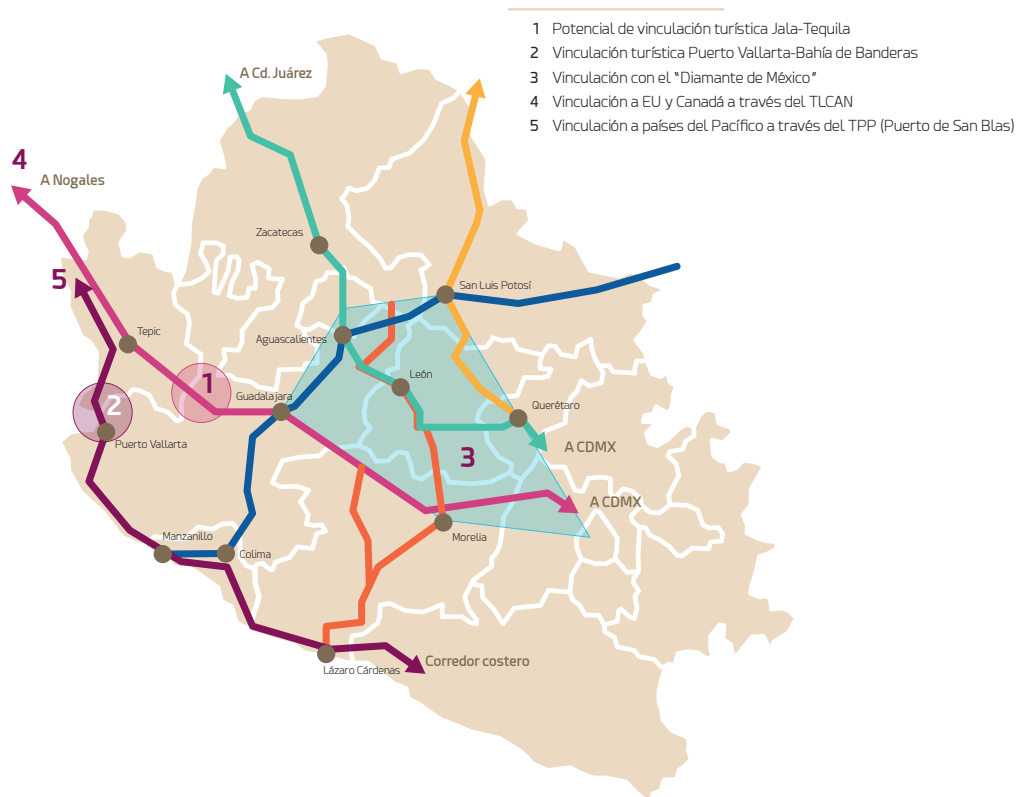 1 Potencial de vinculación turística Jala-Tequila
2 Vinculación turística Puerto Vallarta-Bahía de Banderas
3 Vinculación con el "Diamante de México"
4 Vinculación a EU y Canadá a través del TLCAN
5 Vinculación a países del Pacífico a través del TPP (Puerto de San Blas)
A Cd. Juárez
4
A Nogales
Zacatecas
5
San Luis Potosí
Tepic
Aguascalientes
León
1
Guadalajara
2
Querétaro
Puerto Vallarta
A CDMX
3
A CDMX
Manzanillo
Morelia
Colima
Corredor costero
Lázaro Cárdenas